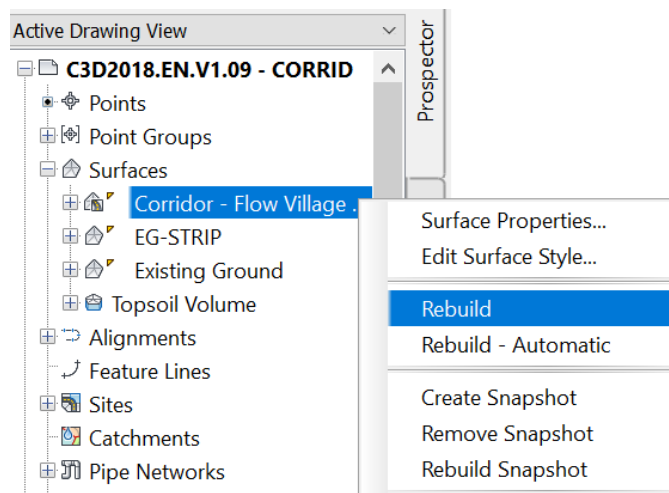 Active Drawing View
Prospector
C3D2018.EN.V1.09 - CORRID
Points
Point Groups
Surfaces
Corridor - Flow Village .
EG-STRIP
Existing Ground
Topsoil Volume
Alignments
Feature Lines
Sites
Catchments
Pipe Networks
Surface Properties...
Edit Surface Style...
Rebuild
Rebuild - Automatic
Create Snapshot
Remove Snapshot
Rebuild Snapshot